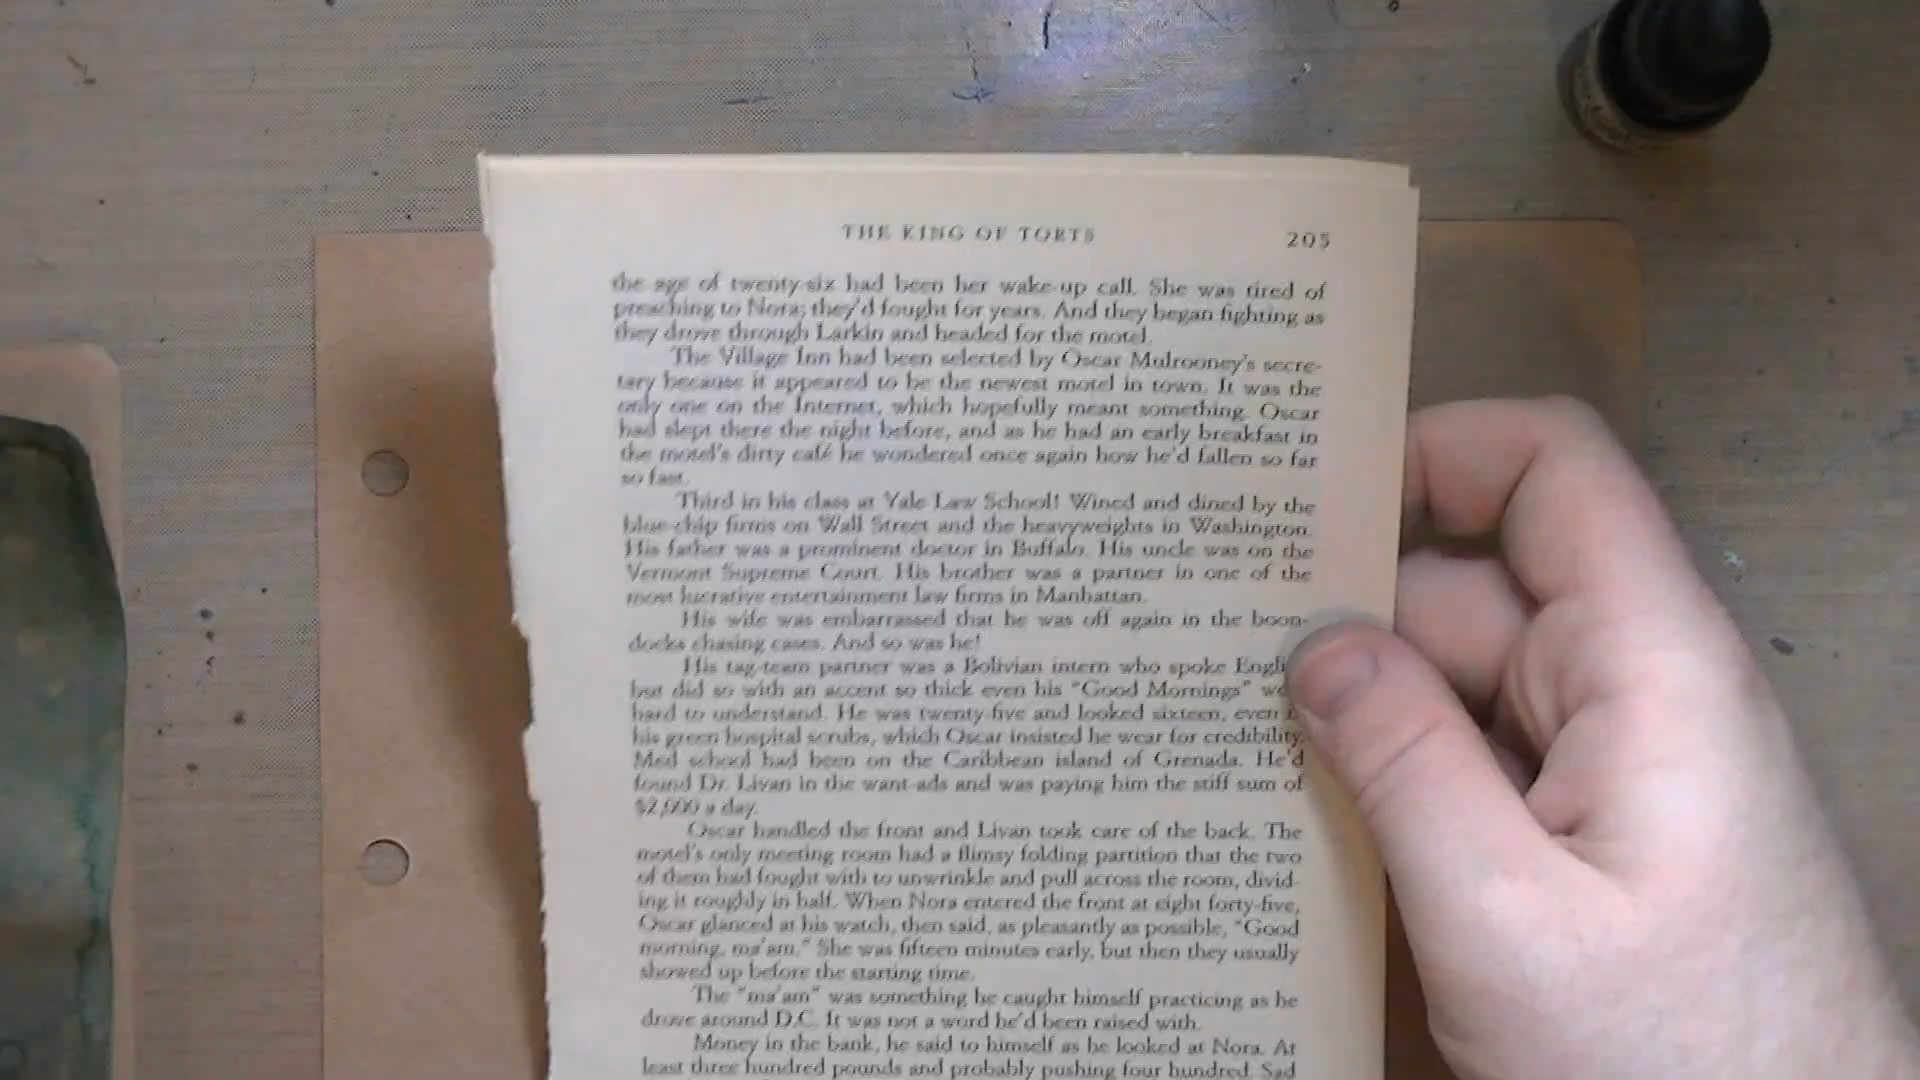 THE KING OF TORTS 205
the age of twenty-six had been her wake-up call. She was tired of
preaching to Nora; they'd fought for years. And they began fighting as
they drove through Larkin and headed for the motel.
The Village Inn had been selected by Oscar Mulrooney's secre-
tary because it appeared to be the newest motel in town. It was the
only one on the Internet, which hopefully meant something. Oscar
had slept there the night before, and as he had an early breakfast in
the motel's dirty café he wondered once again how he'd fallen so far
so fast.
Third in his class at Yale Law School! Wined and dined by the
blue-chip firms on Wall Street and the heavyweights in Washington.
His father was a prominent doctor in Buffalo. His uncle was on the
Vermont Supreme Court. His brother was a partner in one of the
most lucrative entertainment law firms in Manhattan.
His wife was embarrassed that he was off again in the boon-
docks chasing cases. And so was he!
His tag-team partner was a Bolivian intern who spoke Engli
but did so with an accent so thick even his "Good Mornings" we
hard to understand. He was twenty-five and looked sixteen, even
his green hospital scrubs, which Oscar insisted he wear for credibility.
Med school had been on the Caribbean island of Grenada. He'd
found Dr. Livan in the want-ads and was paying him the stiff sum of
$2,000 a day.
Oscar handled the front and Livan took care of the back. The
motel's only meeting room had a flimsy folding partition that the two
of them had fought with to unwrinkle and pull across the room, divid-
ing it roughly in half. When Nora entered the front at eight forty-five,
Oscar glanced at his watch, then said, as pleasantly as possible, "Good
morning, ma'am." She was fifteen minutes early, but then they usually
showed up before the starting time.
The "ma'am" was something he caught himself practicing as he
drove around D.C. It was not a word he'd been raised with.
Money in the bank, he said to himself as he looked at Nora. At
least three hundred pounds and probably pushing four hundred. Sad